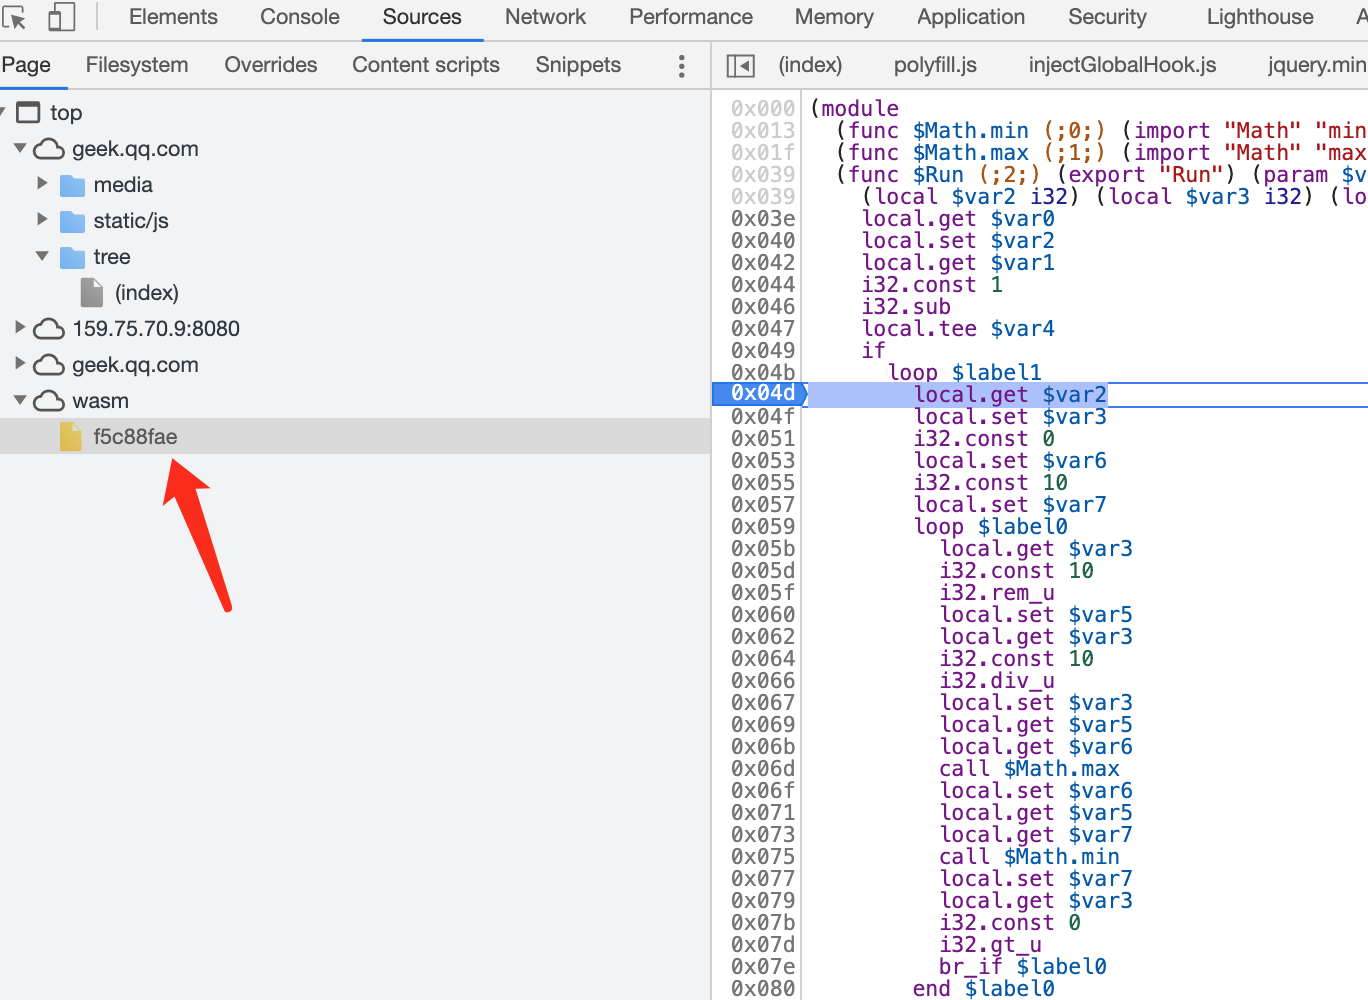 Elements Console Sources Network Performance Memory Application Security Lighthouse
Page Filesystem Overrides Content scripts Snippets
(index) polyfill.js injectGlobalHook.js jquery.min
top
geek.qq.com
media
static/js
tree
(index)
159.75.70.9:8080
geek.qq.com
wasm
f5c88fae
0x000 (module
0x013 (func $Math.min (;0;) (import "Math" "min
0x01f (func $Math.max (;1;) (import "Math" "max
0x039 (func $Run (;2;) (export "Run") (param $v
0x039 (local $var2 i32) (local $var3 i32) (lo
0x03e local.get $var0
0x040 local.set $var2
0x042 local.get $var1
0x044 i32.const 1
0x046 i32.sub
0x047 local.tee $var4
0x049 if
0x04b loop $label1
0x04d local.get $var2
0x04f local.set $var3
0x051 i32.const 0
0x053 local.set $var6
0x055 i32.const 10
0x057 local.set $var7
0x059 loop $label0
0x05b local.get $var3
0x05d i32.const 10
0x05f i32.rem_u
0x060 local.set $var5
0x062 local.get $var3
0x064 i32.const 10
0x066 i32.div_u
0x067 local.set $var3
0x069 local.get $var5
0x06b local.get $var6
0x06d call $Math.max
0x06f local.set $var6
0x071 local.get $var5
0x073 local.get $var7
0x075 call $Math.min
0x077 local.set $var7
0x079 local.get $var3
0x07b i32.const 0
0x07d i32.gt_u
0x07e br_if $label0
0x080 end $label0